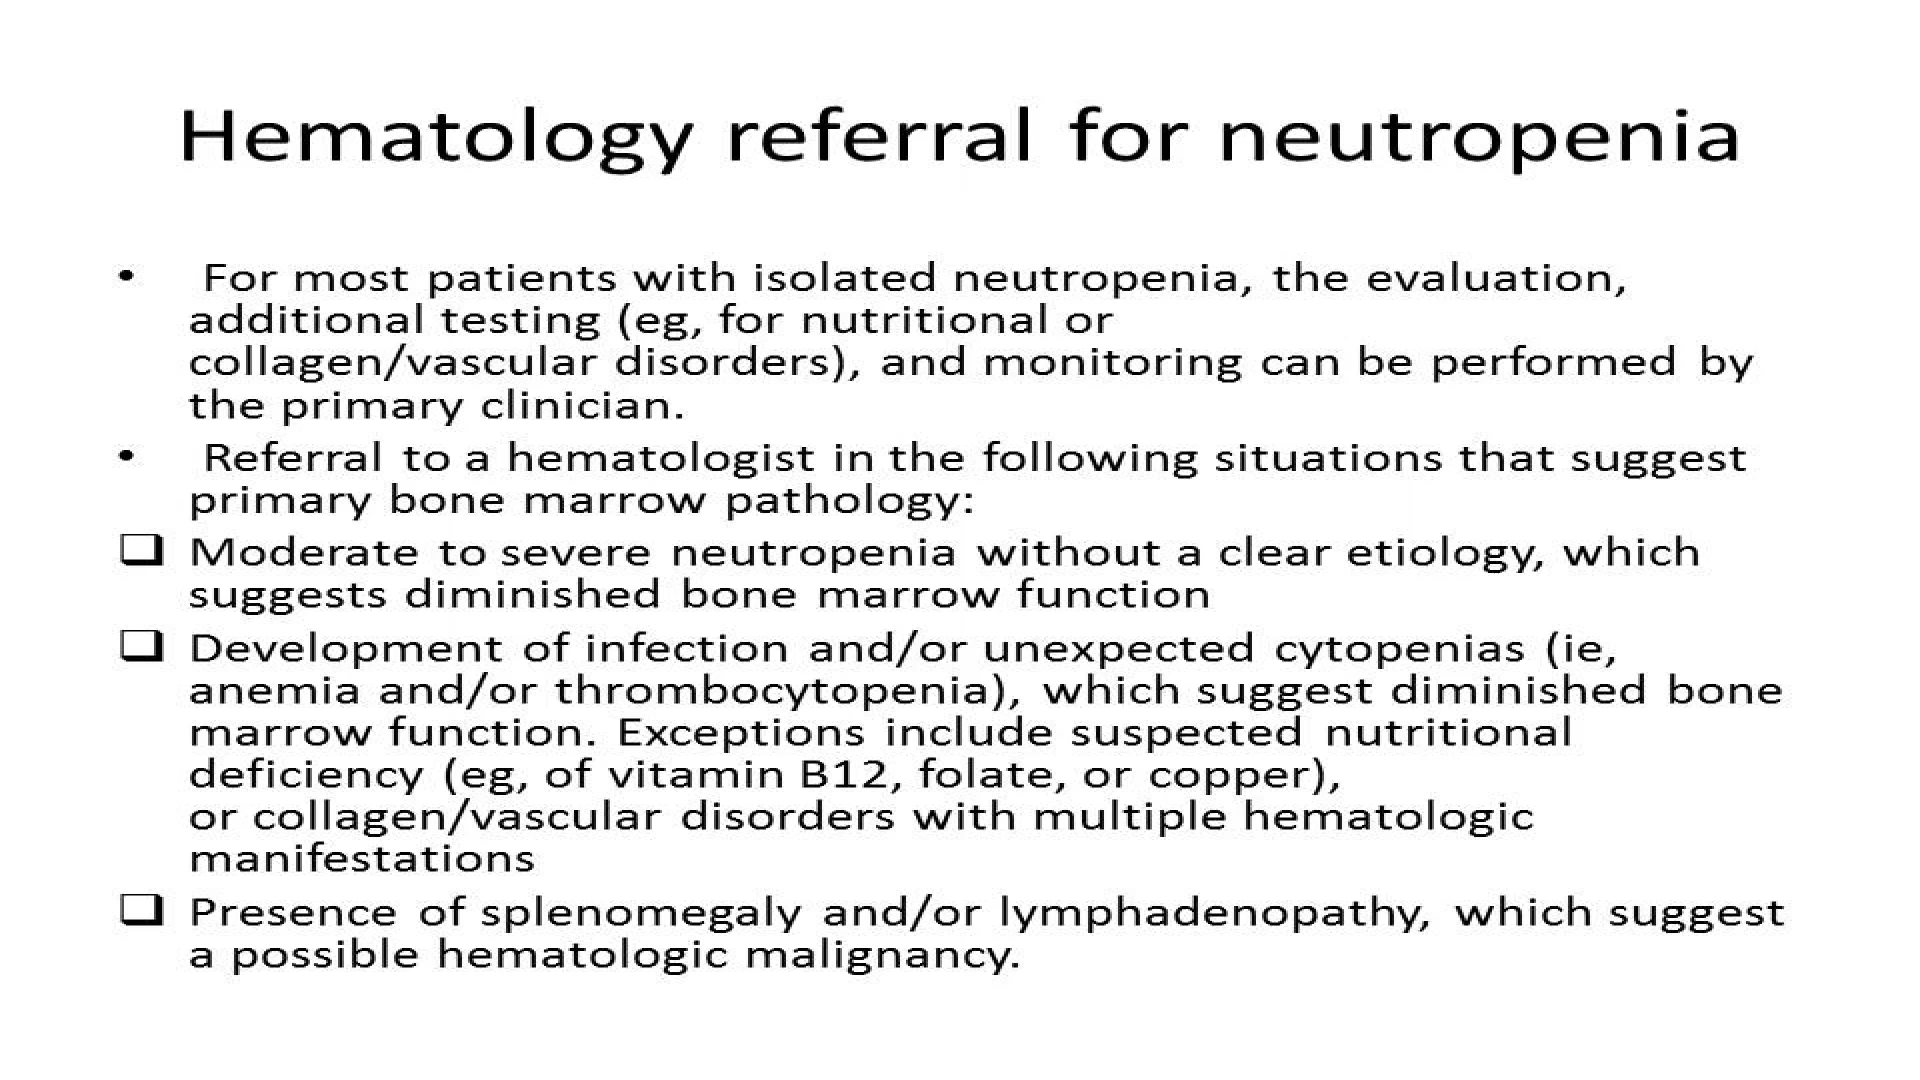 Hematology referral for neutropenia
• For most patients with isolated neutropenia, the evaluation,
additional testing (eg, for nutritional or
collagen/vascular disorders), and monitoring can be performed by
the primary clinician.
• Referral to a hematologist in the following situations that suggest
primary bone marrow pathology:
❑ Moderate to severe neutropenia without a clear etiology, which
suggests diminished bone marrow function
❑ Development of infection and/or unexpected cytopenias (ie,
anemia and/or thrombocytopenia), which suggest diminished bone
marrow function. Exceptions include suspected nutritional
deficiency (eg, of vitamin B12, folate, or copper),
or collagen/vascular disorders with multiple hematologic
manifestations
❑ Presence of splenomegaly and/or lymphadenopathy, which suggest
a possible hematologic malignancy.